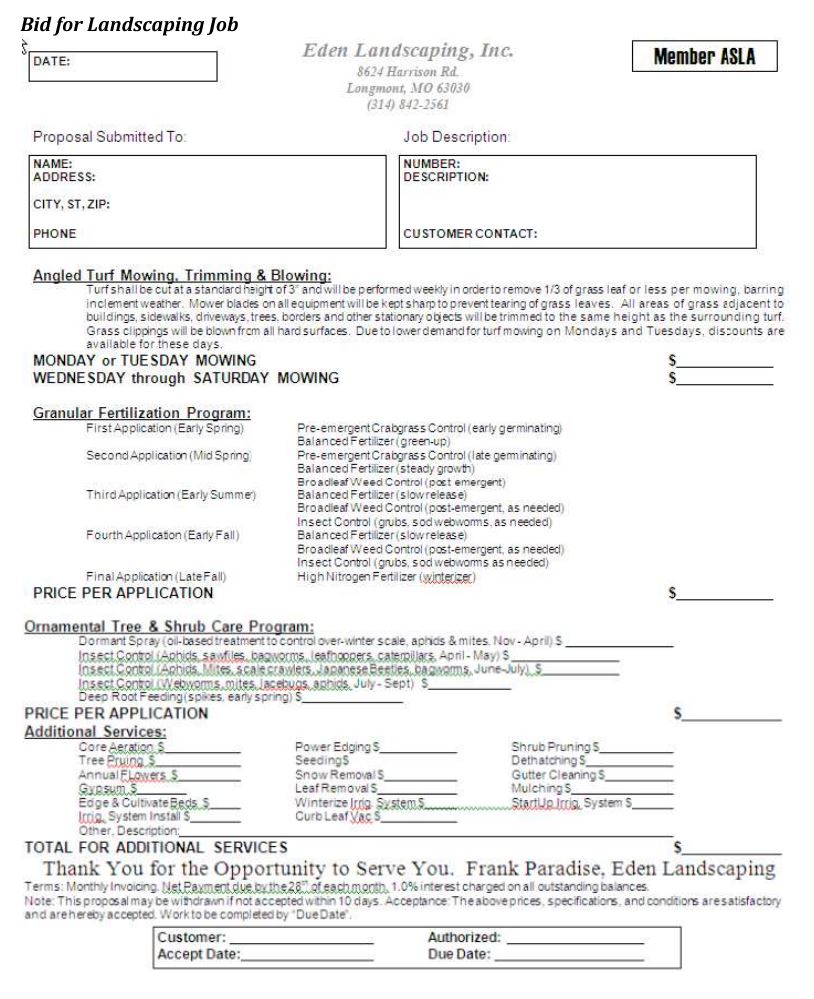 Bid for Landscaping Job
DATE:
Eden Landscaping, Inc.
8624 Harrison Rd.
Longmont, MO 63030
(314) 842-2561
Member ASLA
Proposal Submitted To:
Job Description:
NAME:
ADDRESS:
CITY, ST, ZIP:
PHONE
NUMBER:
DESCRIPTION:
CUSTOMER CONTACT:
Angled Turf Mowing, Trimming & Blowing:
Turf shall be cut at a standard height of 3" and will be performed weekly in order to remove 1/3 of grass leaf or less per mowing, barring
inclement weather. Mower blades on all equipment will be kept sharp to prevent tearing of grass leaves. All areas of grass adjacent to
buildings, sidewalks, driveways, trees, borders and other stationary objects will be trimmed to the same height as the surrounding turf.
Grass clippings will be blown from all hard surfaces. Due to lower demand for turf mowing on Mondays and Tuesdays, discounts are
available for these days.
MONDAY or TUESDAY MOWING $
WEDNESDAY through SATURDAY MOWING $
Granular Fertilization Program:
First Application (Early Spring) Pre-emergent Crabgrass Control (early germinating)
Balanced Fertilizer (green-up)
Second Application (Mid Spring) Pre-emergent Crabgrass Control (late germinating)
Balanced Fertilizer (steady growth)
Broadleaf Weed Control (post emergent)
Third Application (Early Summer) Balanced Fertilizer (slow release)
Broadleaf Weed Control (post-emergent, as needed)
Insect Control (grubs, sod webworms, as needed)
Fourth Application (Early Fall) Balanced Fertilizer (slow release)
Broadleaf Weed Control (post-emergent, as needed)
Insect Control (grubs, sod webworms as needed)
Final Application (Late Fall) High Nitrogen Fertilizer (winterizer)
PRICE PER APPLICATION $
Ornamental Tree & Shrub Care Program:
Dormant Spray (oil-based treatment to control over-winter scale, aphids & mites. Nov - April) $
Insect Control (Aphids, sawfiles, bagworms, leafhoppers, caterpillars, April - May) $
Insect Control (Aphids, Mites, scale crawlers, Japanese Beetles, bagworms, June-July), $
Insect Control (Webworms, mites, lacebugs, aphids, July - Sept) $
Deep Root Feeding (spikes, early spring) $
PRICE PER APPLICATION $
Additional Services:
Core Aeration $ Power Edging $ Shrub Pruning $
Tree Pruing $ Seeding $ Dethatching $
Annual FLowers $ Snow Removal $ Gutter Cleaning $
Gypsum $ Leaf Removal $ Mulching $
Edge & Cultivate Beds $ Winterize Irrig. System $ StartUp Irrig. System $
Irrig. System Install $ Curb Leaf Vac $
Other, Description:
TOTAL FOR ADDITIONAL SERVICES $
Thank You for the Opportunity to Serve You. Frank Paradise, Eden Landscaping
Terms: Monthly Invoicing. Net Payment due by the 28th of each month, 1.0% interest charged on all outstanding balances.
Note: This proposal may be withdrawn if not accepted within 10 days. Acceptance: The above prices, specifications, and conditions are satisfactory
and are hereby accepted. Work to be completed by "Due Date".
Customer: Authorized:
Accept Date: Due Date: